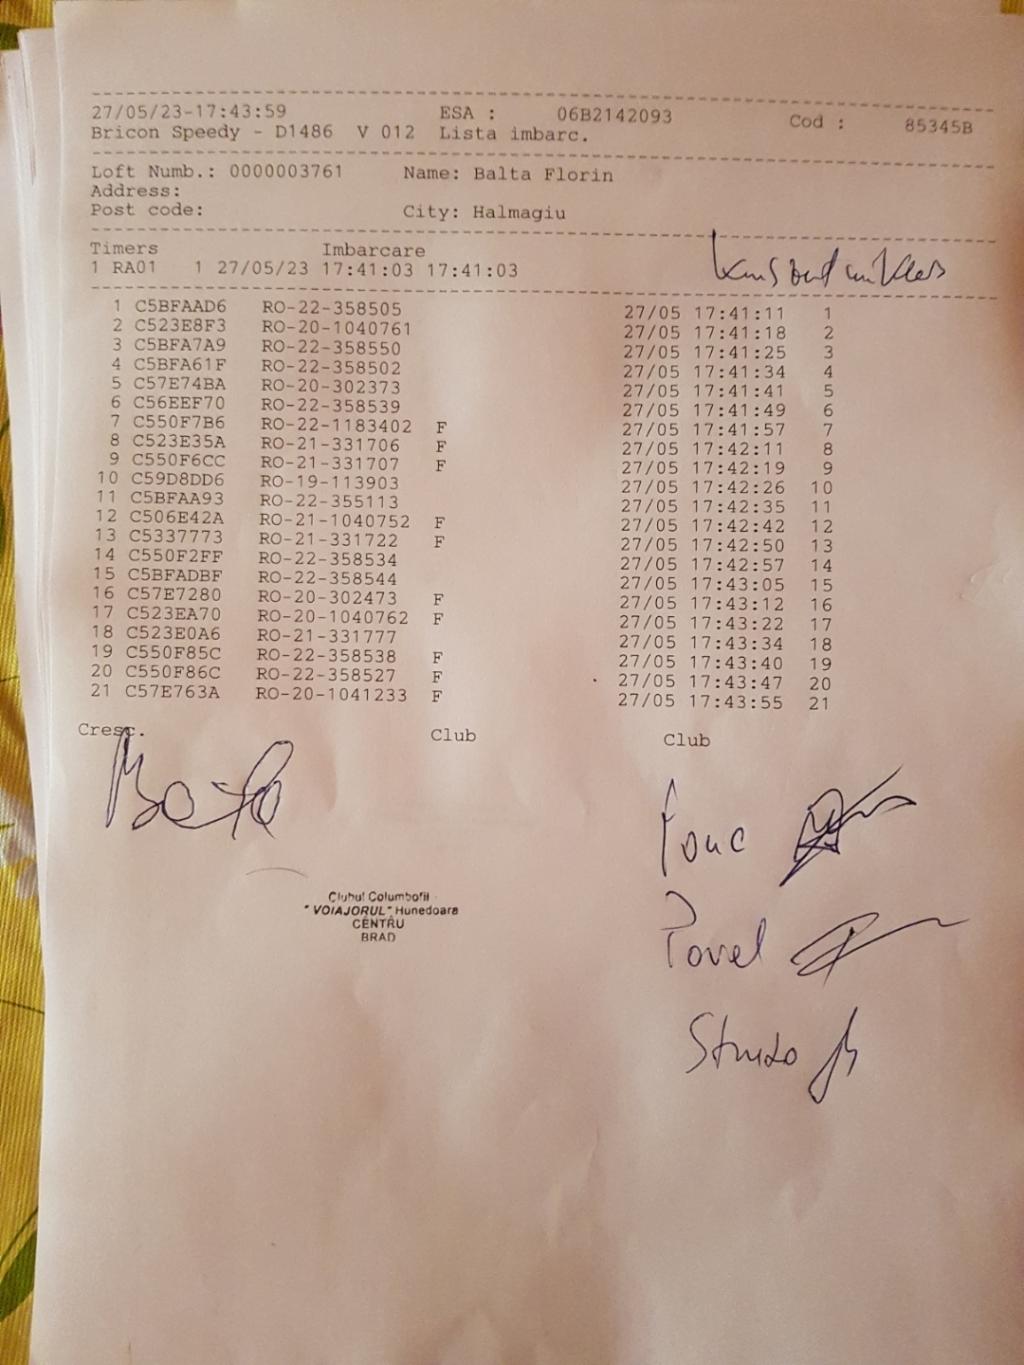 27/05/23-17:43:59 ESA : 06B2142093 Cod : 85345B
Bricon Speedy - D1486 V 012 Lista imbarc.
Loft Numb.: 0000003761 Name: Balta Florin
Address:
Post code: City: Halmagiu
Timers Imbarcare
1 RA01 1 27/05/23 17:41:03 17:41:03
1 C5BFAAD6 RO-22-358505 27/05 17:41:11 1
2 C523E8F3 RO-20-1040761 27/05 17:41:18 2
3 C5BFA7A9 RO-22-358550 27/05 17:41:25 3
4 C5BFA61F RO-22-358502 27/05 17:41:34 4
5 C57E74BA RO-20-302373 27/05 17:41:41 5
6 C56EEF70 RO-22-358539 27/05 17:41:49 6
7 C550F7B6 RO-22-1183402 F 27/05 17:41:57 7
8 C523E35A RO-21-331706 F 27/05 17:42:11 8
9 C550F6CC RO-21-331707 F 27/05 17:42:19 9
10 C59D8DD6 RO-19-113903 27/05 17:42:26 10
11 C5BFAA93 RO-22-355113 27/05 17:42:35 11
12 C506E42A RO-21-1040752 F 27/05 17:42:42 12
13 C5337773 RO-21-331722 F 27/05 17:42:50 13
14 C550F2FF RO-22-358534 27/05 17:42:57 14
15 C5BFADBF RO-22-358544 27/05 17:43:05 15
16 C57E7280 RO-20-302473 F 27/05 17:43:12 16
17 C523EA70 RO-20-1040762 F 27/05 17:43:22 17
18 C523E0A6 RO-21-331777 27/05 17:43:34 18
19 C550F85C RO-22-358538 F 27/05 17:43:40 19
20 C550F86C RO-22-358527 F 27/05 17:43:47 20
21 C57E763A RO-20-1041233 F 27/05 17:43:55 21
Cresc. Club Club
Clubul Columbofil
"VOIAJORUL" Hunedoara
CENTRU
BRAD